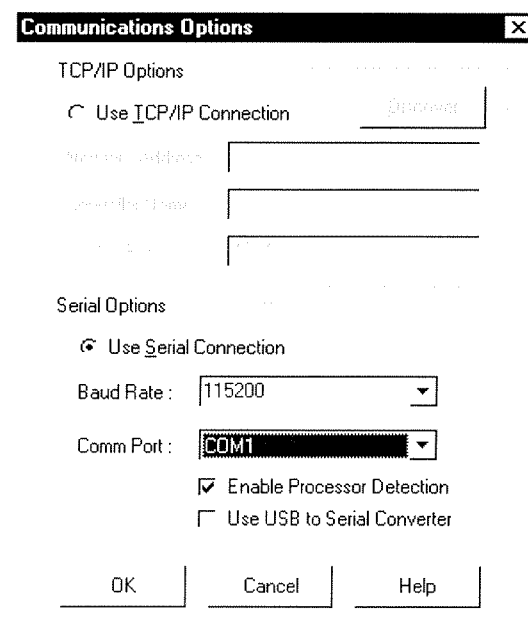 Communications Options
TCP/IP Options
Use TCP/IP Connection
Discover
Serial Options
Use Serial Connection
Baud Rate : 115200
Comm Port : COM1
Enable Processor Detection
Use USB to Serial Converter
OK Cancel Help